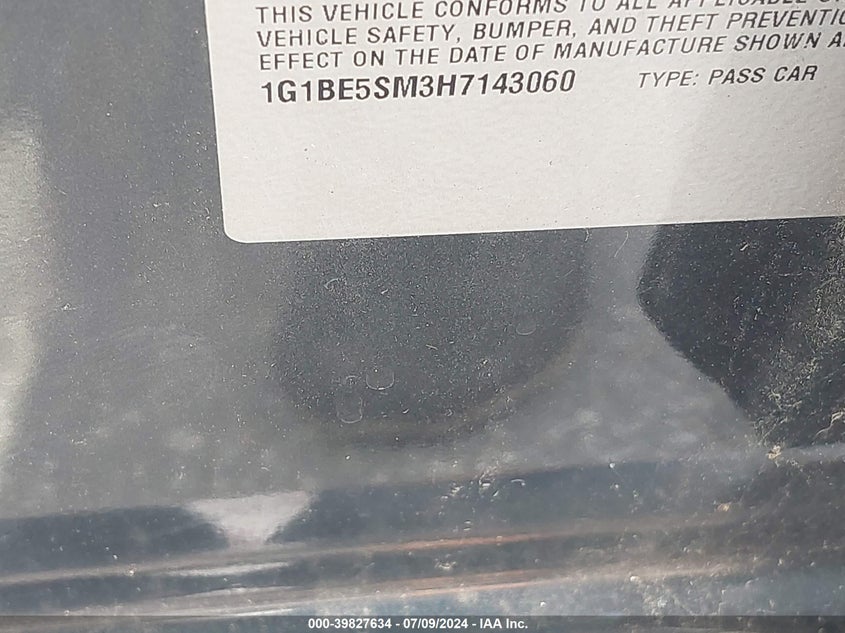 THIS VEHICLE CONFORMS TO ALL APPLICABLE
VEHICLE SAFETY, BUMPER, AND THEFT
EFFECT ON THE DATE OF MANUFACTURE SHOWN
1G1BE5SM3H7143060 TYPE: PASS CAR
000-39827634 / 07/09/2024 - IAA Inc.